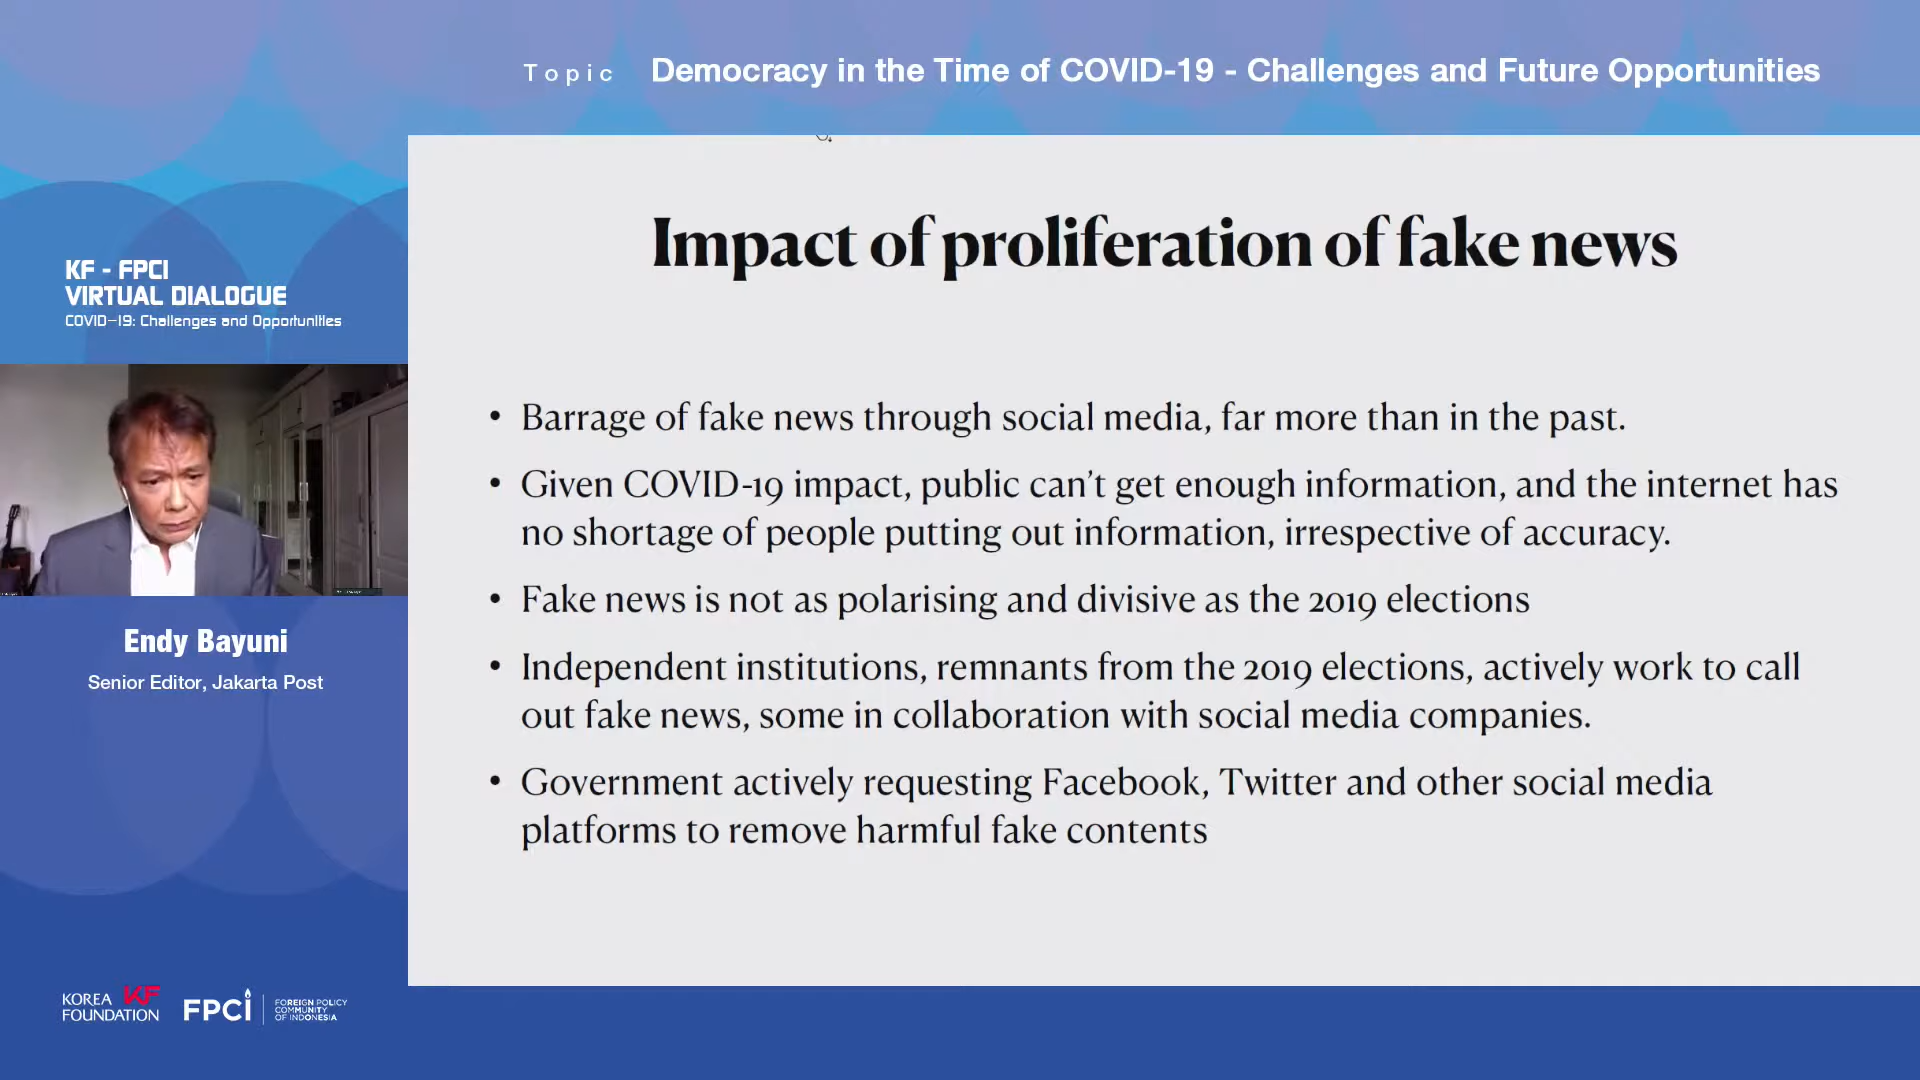 Topic Democracy in the Time of COVID-19 - Challenges and Future Opportunities
KF - FPCI
VIRTUAL DIALOGUE
COVID-19: Challenges and Opportunities
Endy Bayuni
Senior Editor, Jakarta Post
KOREA KF
FOUNDATION
FPCI
FOREIGN POLICY
COMMUNITY
OF INDONESIA
Impact of proliferation of fake news
• Barrage of fake news through social media, far more than in the past.
• Given COVID-19 impact, public can't get enough information, and the internet has
no shortage of people putting out information, irrespective of accuracy.
• Fake news is not as polarising and divisive as the 2019 elections
• Independent institutions, remnants from the 2019 elections, actively work to call
out fake news, some in collaboration with social media companies.
• Government actively requesting Facebook, Twitter and other social media
platforms to remove harmful fake contents